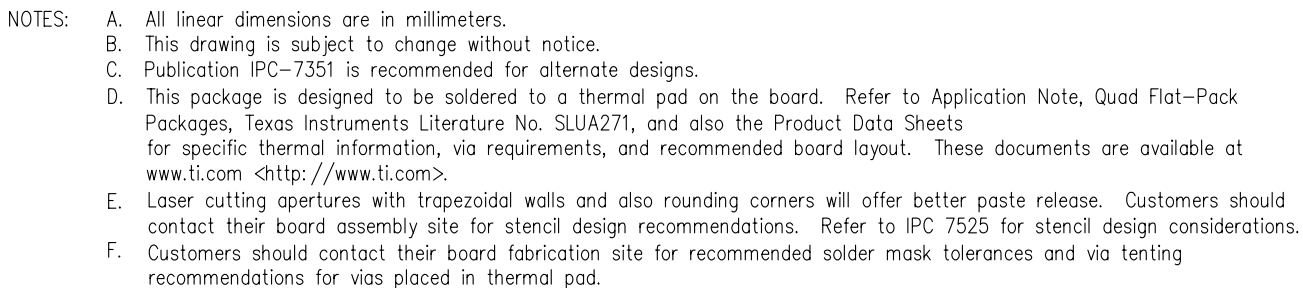 NOTES: A. All linear dimensions are in millimeters.
B. This drawing is subject to change without notice.
C. Publication IPC-7351 is recommended for alternate designs.
D. This package is designed to be soldered to a thermal pad on the board. Refer to Application Note, Quad Flat-Pack
Packages, Texas Instruments Literature No. SLUA271, and also the Product Data Sheets
for specific thermal information, via requirements, and recommended board layout. These documents are available at
www.ti.com <http://www.ti.com>.
E. Laser cutting apertures with trapezoidal walls and also rounding corners will offer better paste release. Customers should
contact their board assembly site for stencil design recommendations. Refer to IPC 7525 for stencil design considerations.
F. Customers should contact their board fabrication site for recommended solder mask tolerances and via tenting
recommendations for vias placed in thermal pad.